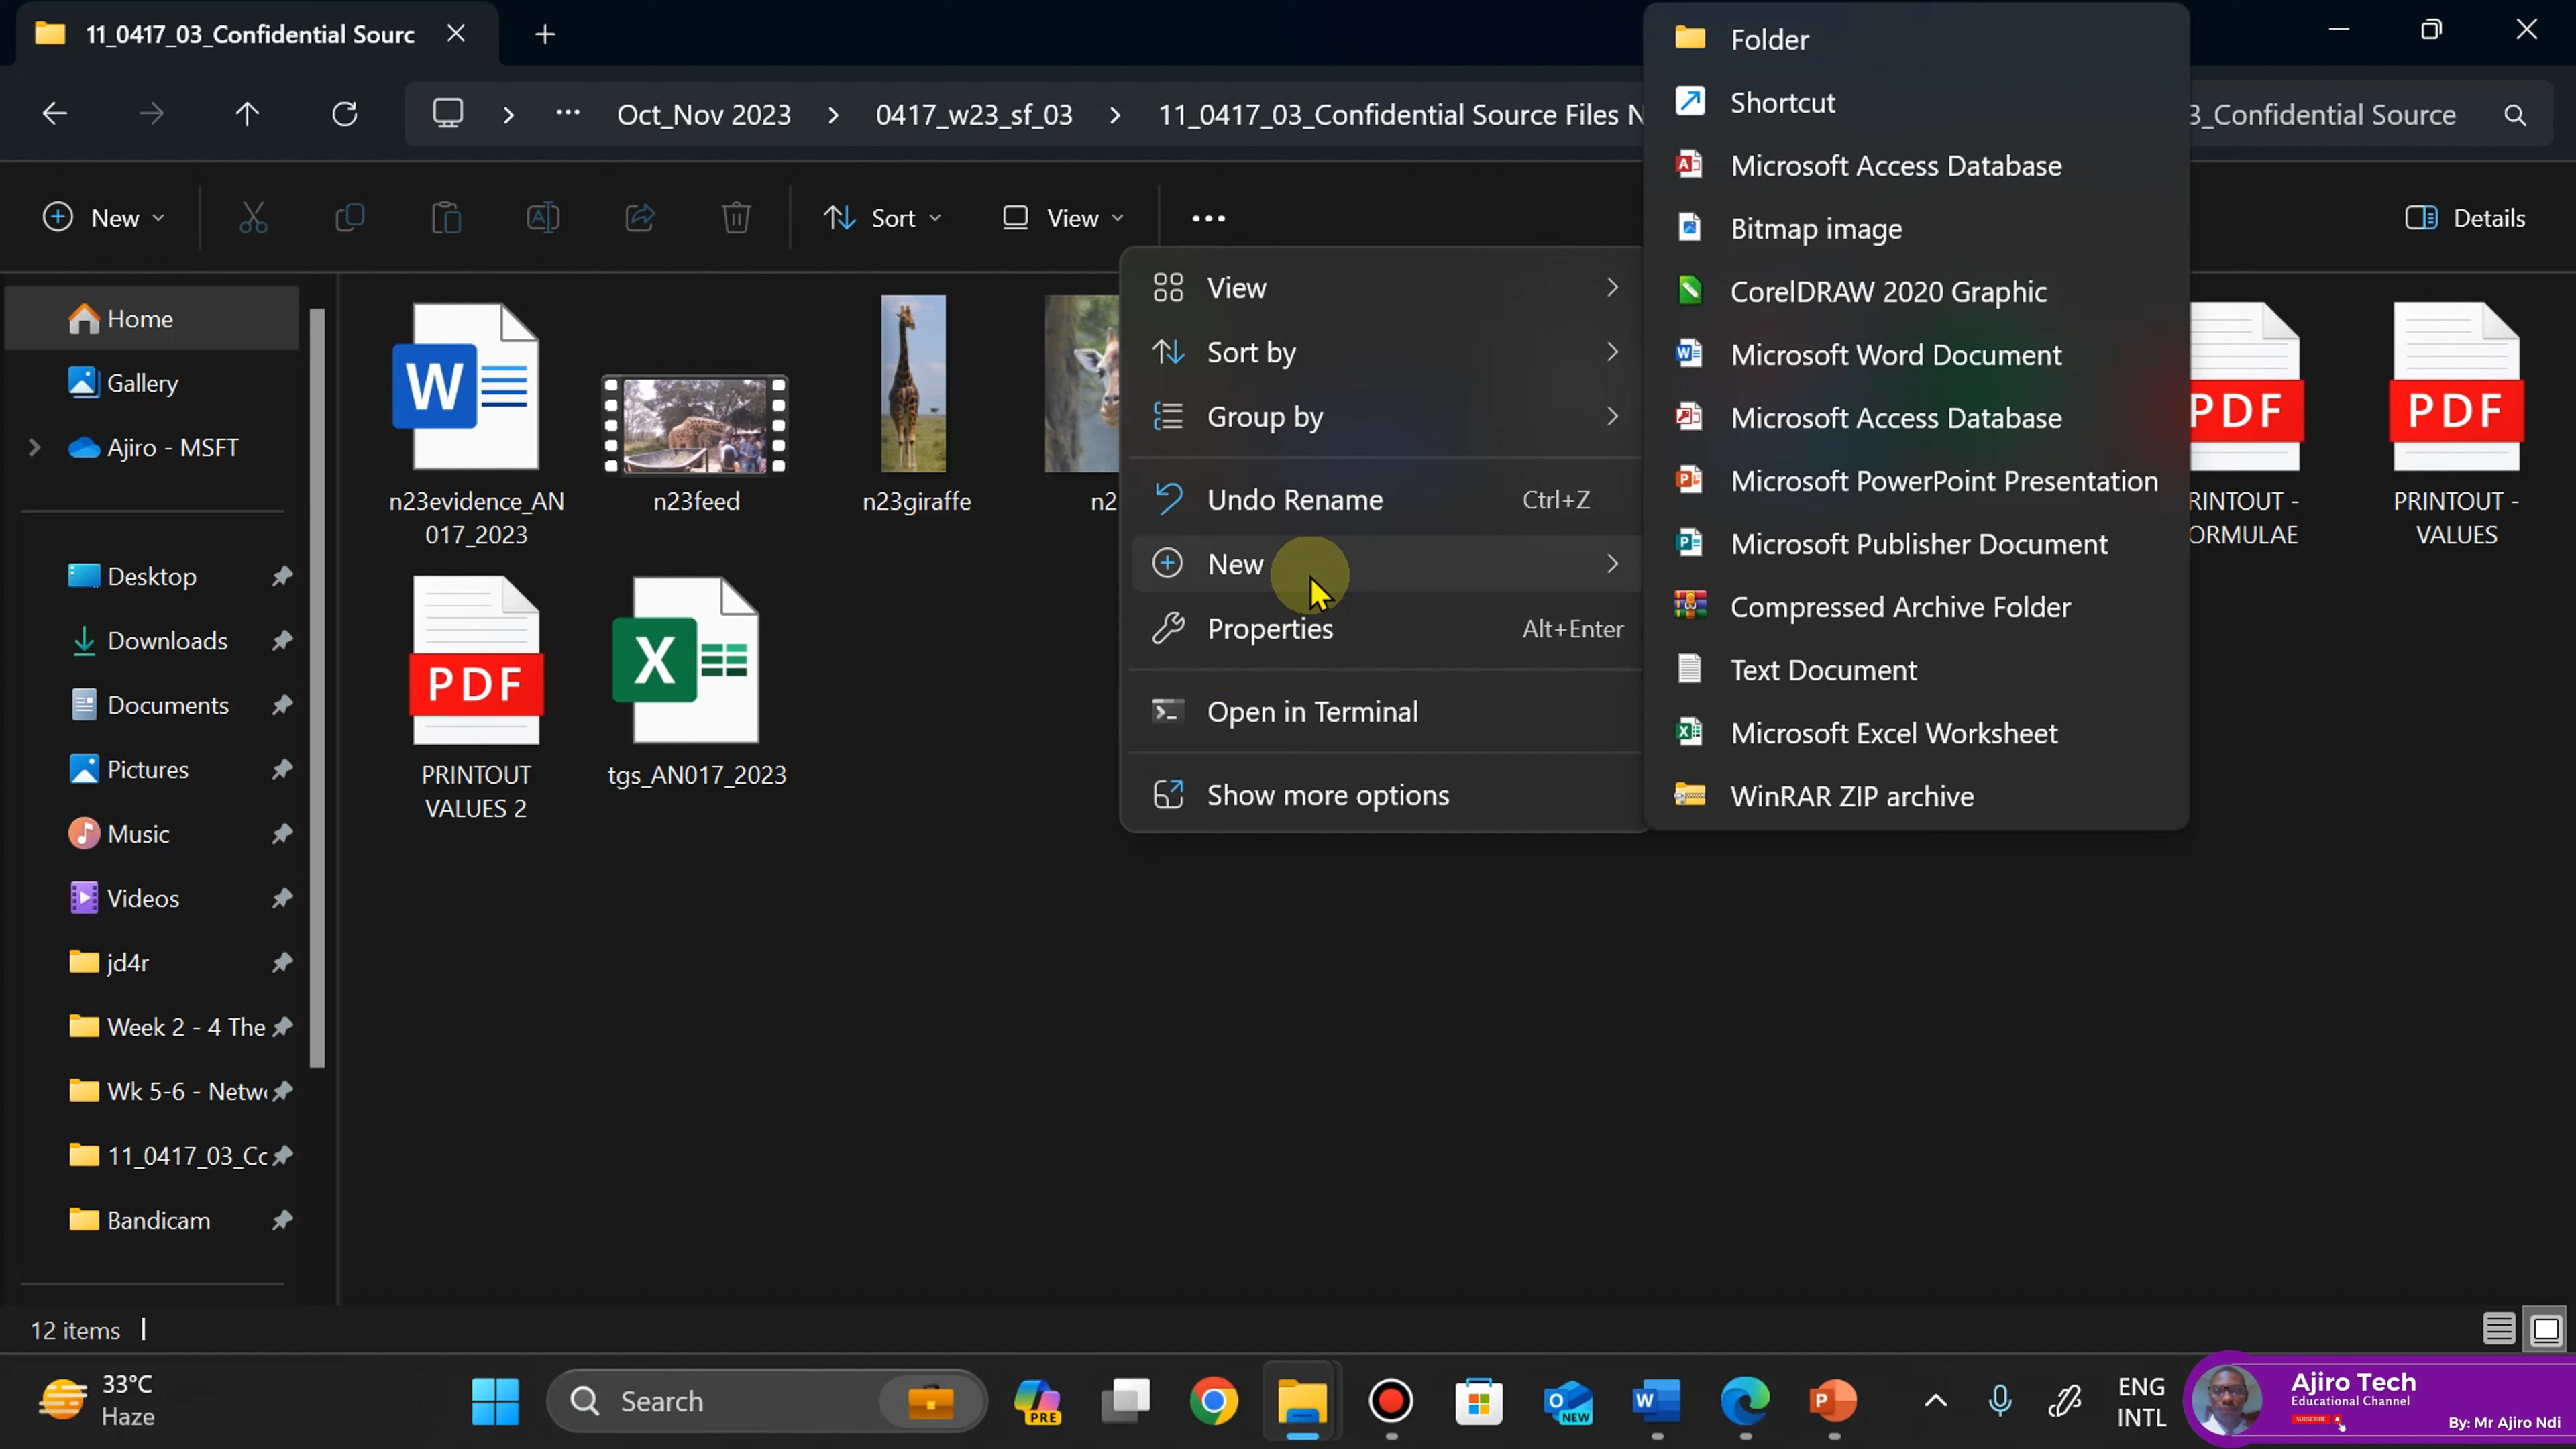 11_0417_03_Confidential Sourc
Oct_Nov 2023
0417_w23_sf_03
11_0417_03_Confidential Source Files N
3_Confidential Source
New
Sort
View
Details
Home
Gallery
Ajiro - MSFT
Desktop
Downloads
Documents
Pictures
Music
Videos
jd4r
Week 2 - 4 The
Wk 5-6 - Netw
11_0417_03_Cc
Bandicam
n23evidence_AN
017_2023
n23feed
n23giraffe
n2
RINTOUT -
ORMULAE
PRINTOUT -
VALUES
PDF
PDF
W
PDF
X
PRINTOUT
VALUES 2
tgs_AN017_2023
View
Sort by
Group by
Undo Rename Ctrl+Z
New
Properties Alt+Enter
Open in Terminal
Show more options
Folder
Shortcut
Microsoft Access Database
Bitmap image
CorelDRAW 2020 Graphic
Microsoft Word Document
Microsoft Access Database
Microsoft PowerPoint Presentation
Microsoft Publisher Document
Compressed Archive Folder
Text Document
Microsoft Excel Worksheet
WinRAR ZIP archive
12 items
33°C
Haze
Search
PRE
NEW
ENG
INTL
Ajiro Tech
Educational Channel
SUBSCRIBE
By: Mr Ajiro Ndi